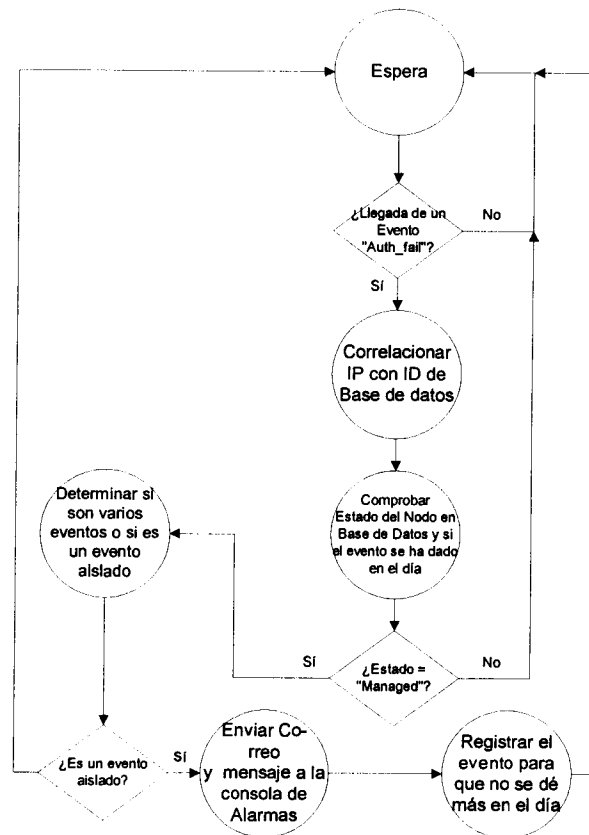 Espera
¿Llegada de un
Evento
"Auth_fail"?
No
Sí
Correlacionar
IP con ID de
Base de datos
Comprobar
Estado del Nodo en
Base de Datos y si
el evento se ha dado
en el día
Determinar si
son varios
eventos o si es
un evento
aislado
Sí
¿Estado =
"Managed"?
No
¿Es un evento
aislado?
Sí
Enviar Co-
rreo
y mensaje a la
consola de
Alarmas
Registrar el
evento para
que no se dé
más en el día